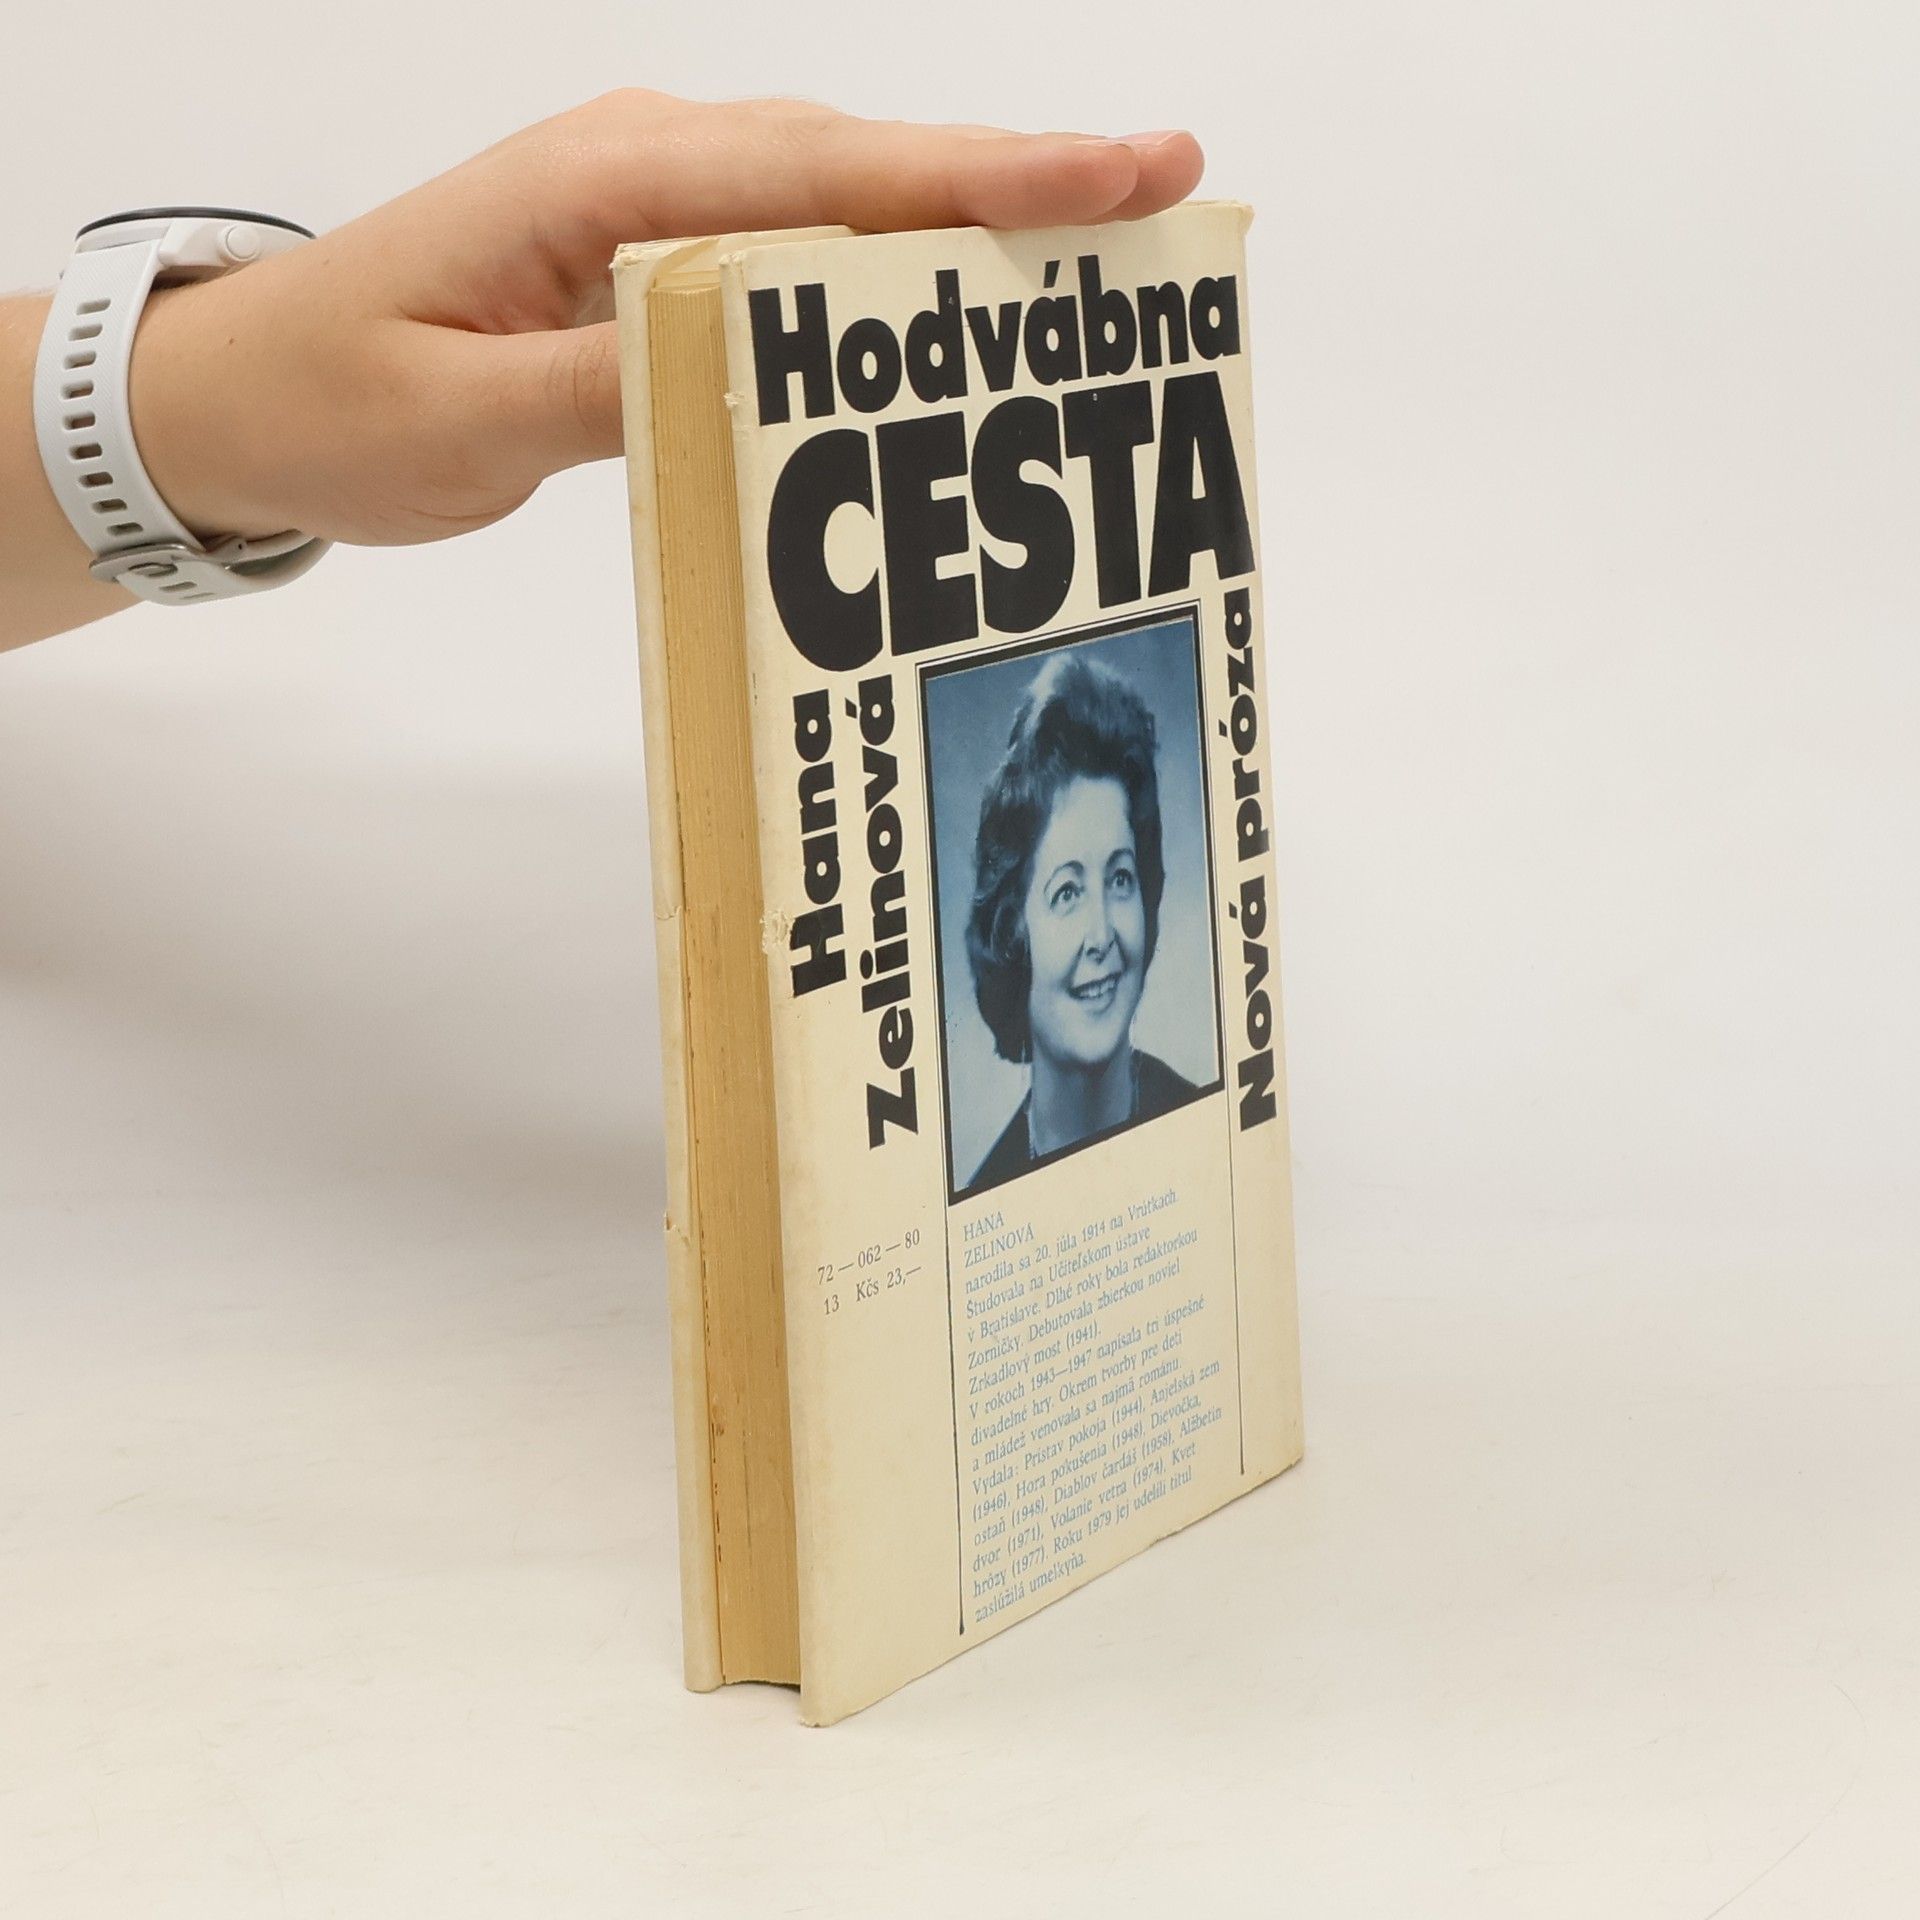 Hodvábna
CESTA
Hana
Zelinová
Nová próza
72 — 062 — 80
13 Kčs 23,—
HANA
ZELINOVÁ
narodila sa 20. júla 1914 na Vrútkach.
Študovala na Učiteľskom ústave
v Bratislave. Dlhé roky bola redaktorkou
Zorničky. Debutovala zbierkou noviel
Zrkadlový most (1941).
V rokoch 1943—1947 napísala tri úspešné
divadelné hry. Okrem tvorby pre deti
a mládež venovala sa najmä románu.
Vydala: Prístav pokoja (1944), Anjelská zem
(1946), Hora pokušenia (1948), Dievočka,
ostaň (1948), Diablov čardáš (1958), Alžbetin
dvor (1971), Volanie vetra (1974), Kvet
hrôzy (1977). Roku 1979 jej udelili titul
zaslúžilá umelkyňa.